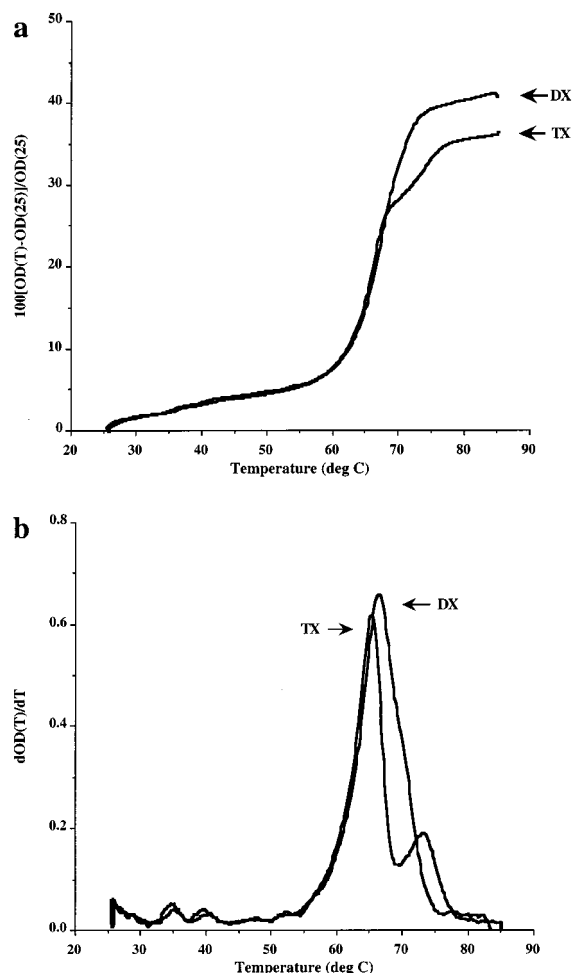 a
50
40
30
20
10
0
100[OD(T)-OD(25)]/OD(25)
DX
TX
20 30 40 50 60 70 80 90
Temperature (deg C)
b
0.8
0.6
0.4
0.2
0.0
dOD(T)/dT
TX
DX
20 30 40 50 60 70 80 90
Temperature (deg C)